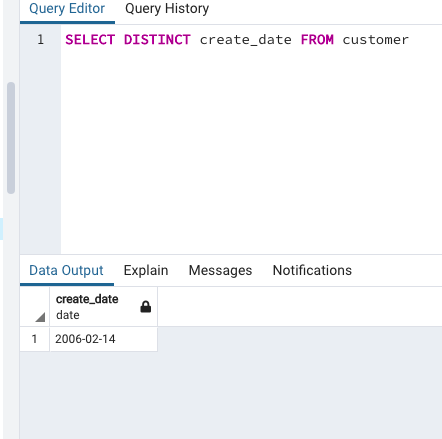 Query Editor Query History
1 SELECT DISTINCT create_date FROM customer
Data Output Explain Messages Notifications
create_date
date
1 2006-02-14